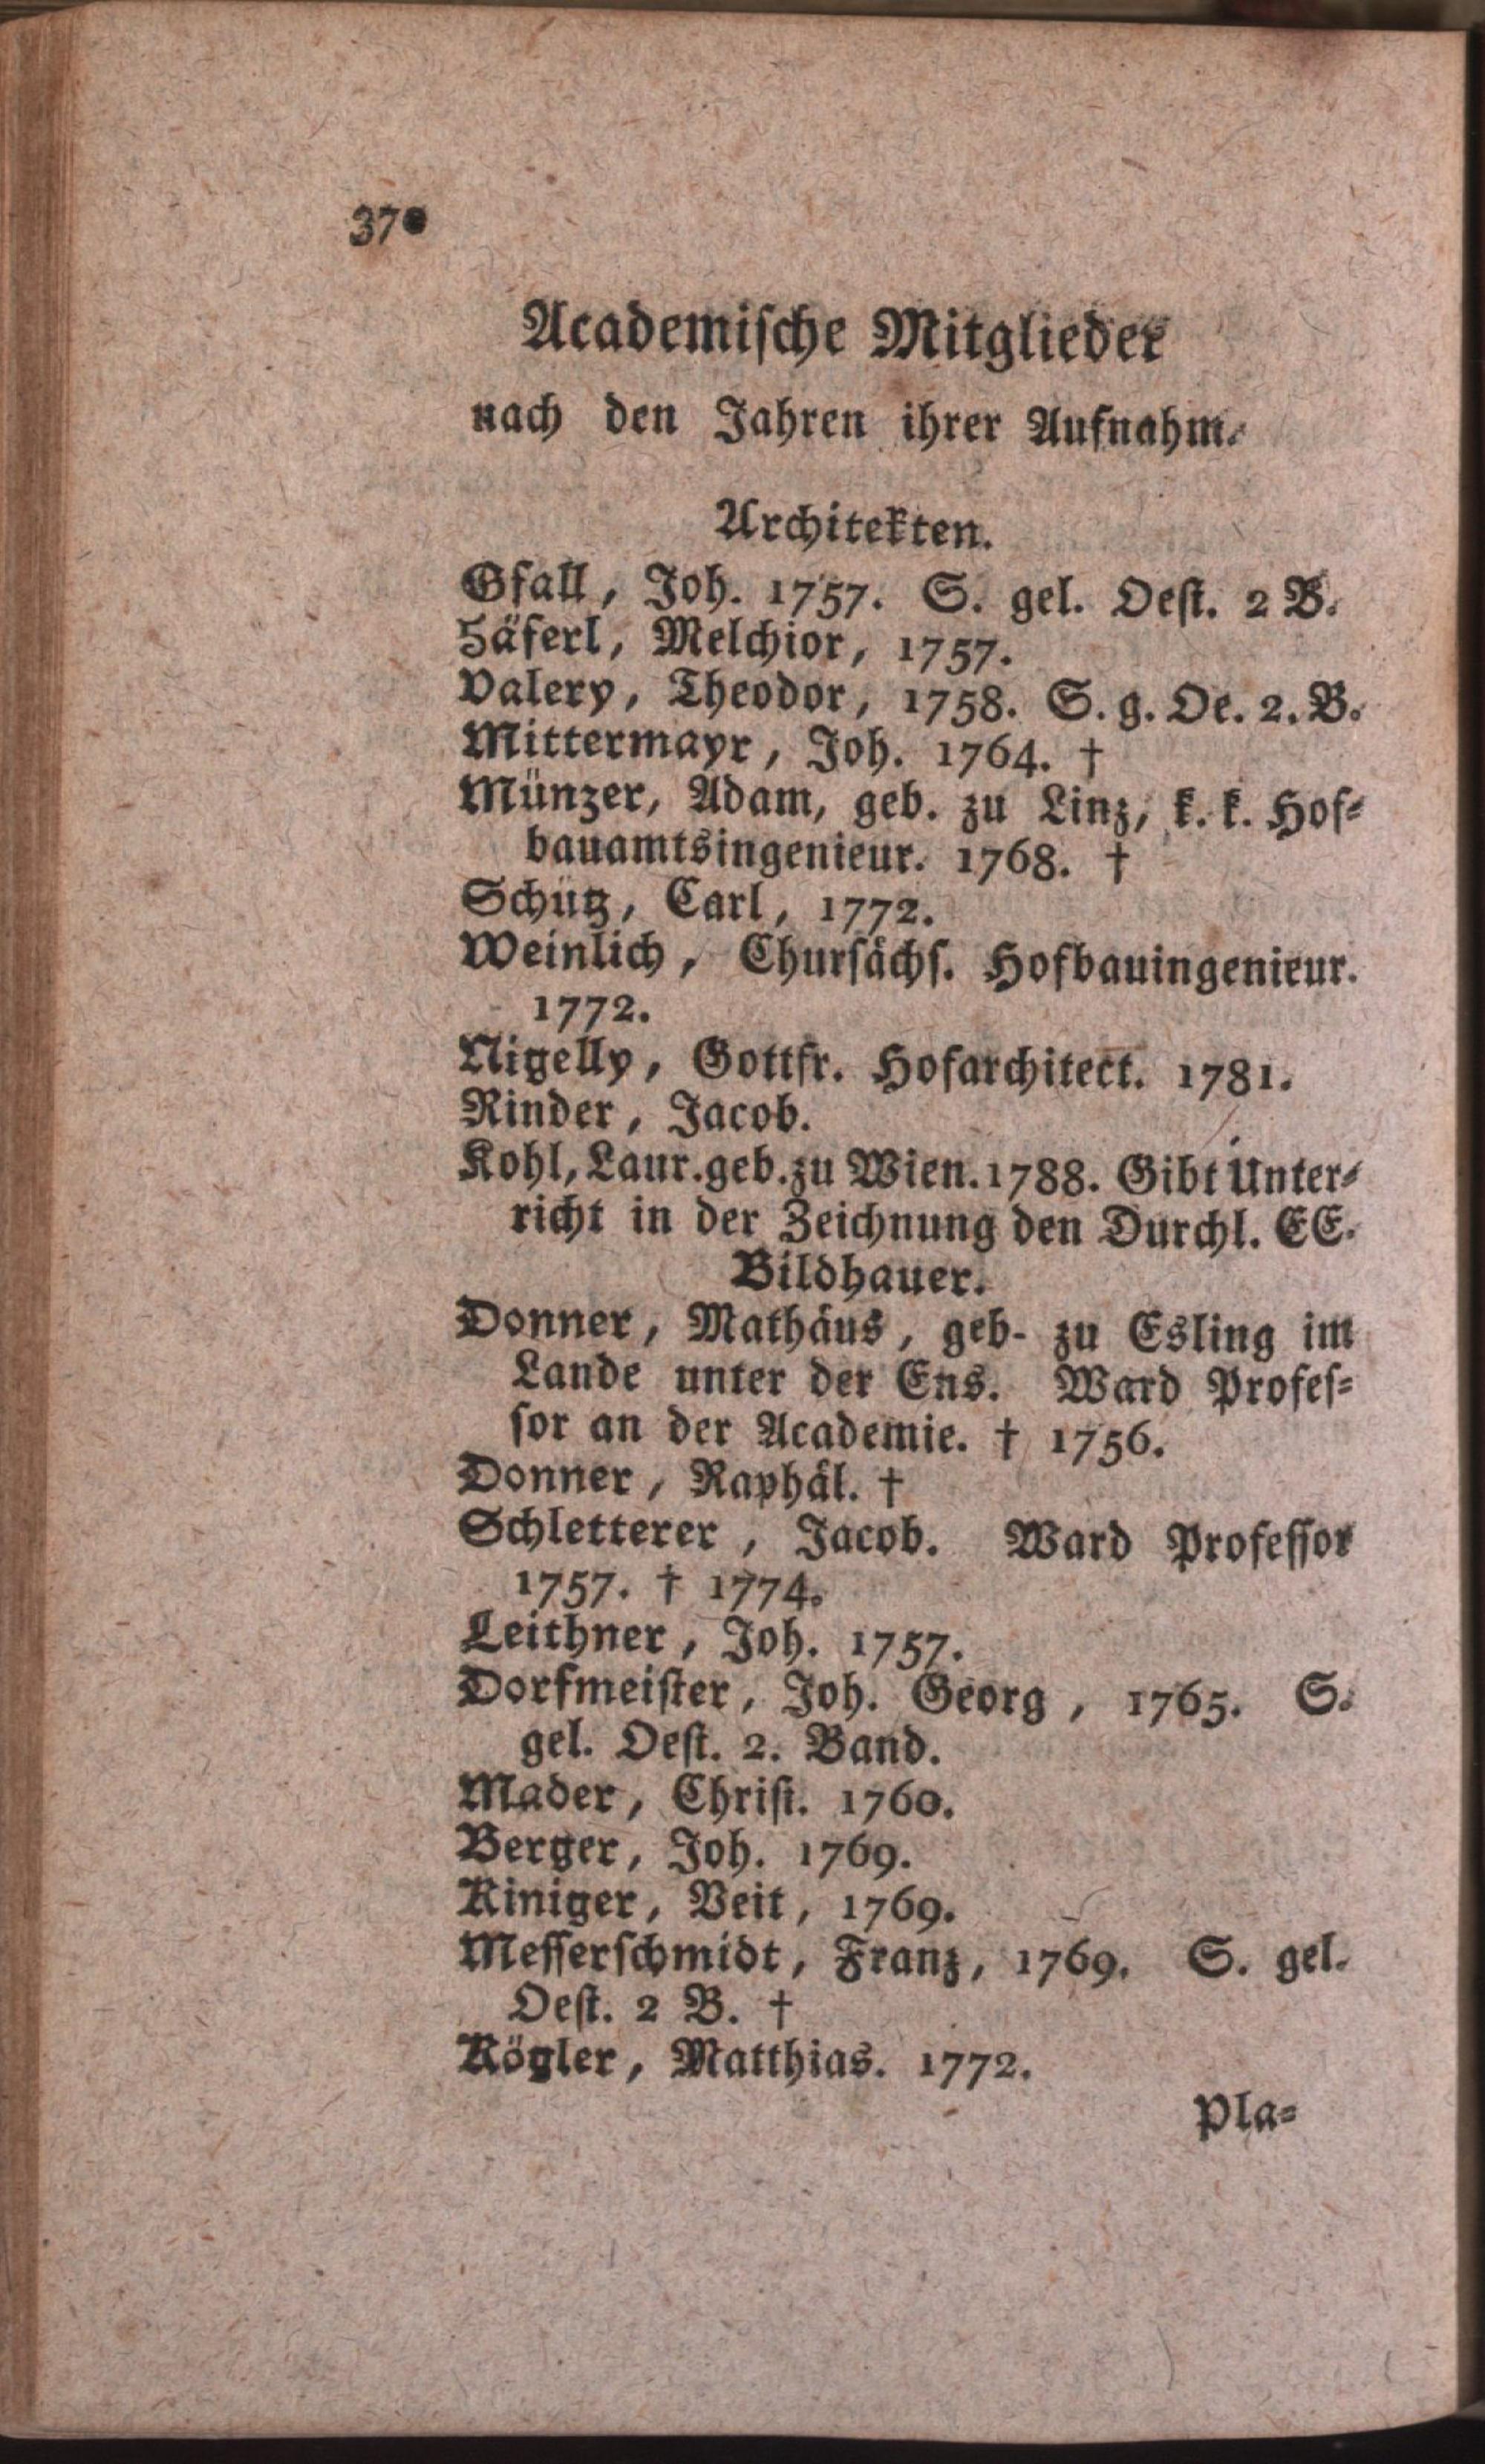 370
Academische Mitglieder
nach den Jahren ihrer Aufnahm.
Architekten.
Gfall, Joh. 1757. S. gel. Oest. 2 B.
Häferl, Melchior, 1757.
Valery, Theodor, 1758. S. g. Oe. 2. B.
Mittermayr, Joh. 1764. †
Münzer, Adam, geb. zu Linz, k. k. Hof-
bauamtsingenieur. 1768. †
Schütz, Carl, 1772.
Weinlich, Chursächs. Hofbauingenieur.
1772.
Nigelly, Gottfr. Hofarchitect. 1781.
Rinder, Jacob.
Kohl, Laur. geb. zu Wien. 1788. Gibt Unter-
richt in der Zeichnung den Durchl. EE.
Bildhauer.
Donner, Mathäus, geb. zu Esling im
Lande unter der Ens. Ward Profes-
sor an der Academie. † 1756.
Donner, Raphäl. †
Schletterer, Jacob. Ward Professor
1757. † 1774.
Leithner, Joh. 1757.
Dorfmeister, Joh. Georg, 1765. S.
gel. Oest. 2. Band.
Mader, Christ. 1760.
Berger, Joh. 1769.
Kiniger, Veit, 1769.
Messerschmidt, Franz, 1769. S. gel.
Oest. 2 B. †
Kögler, Matthias. 1772.
Pla-